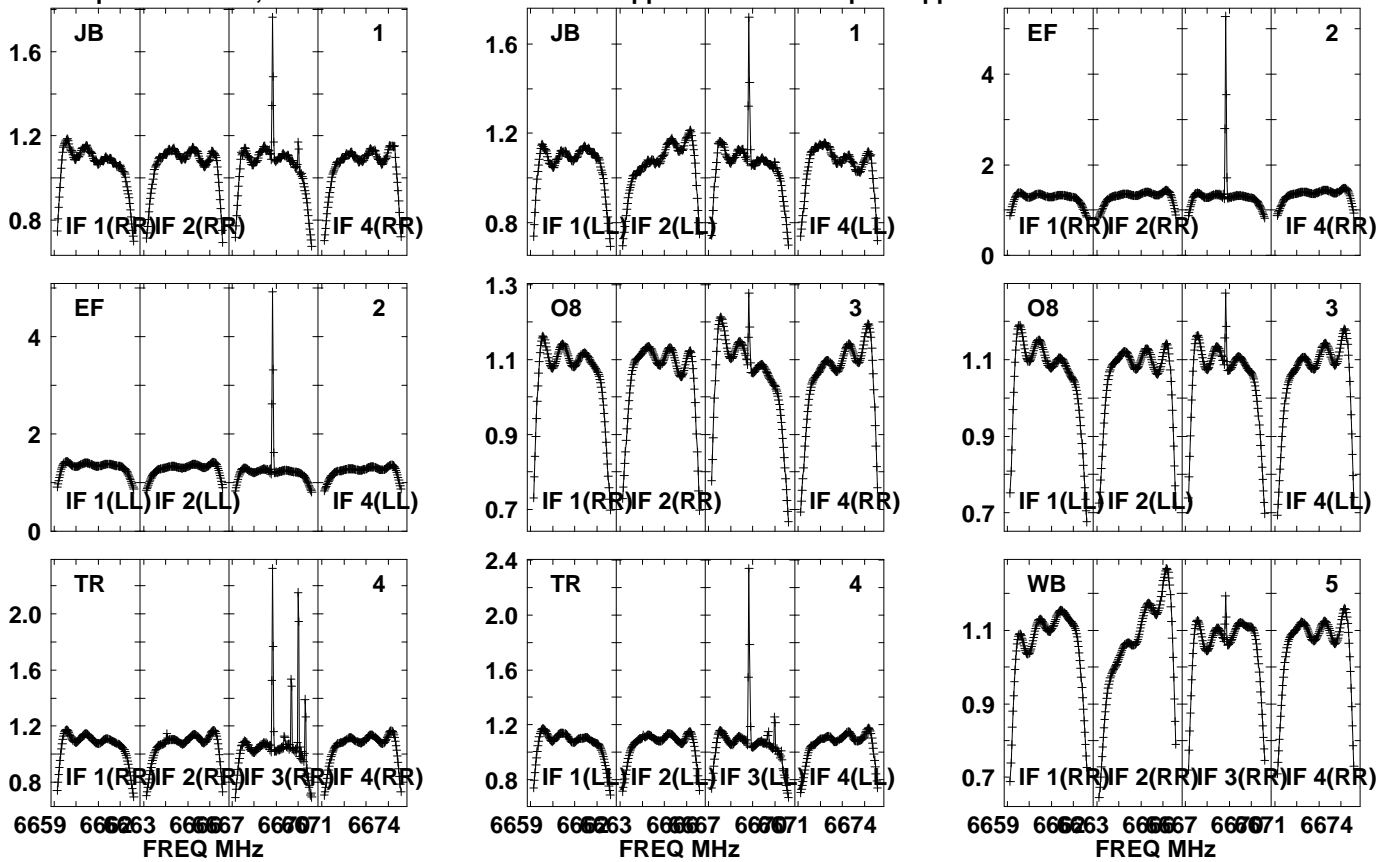 JB 1
1.6
1.2
0.8
IF 1(RR) IF 2(RR) IF 4(RR)
JB 1
1.6
1.2
0.8
IF 1(LL) IF 2(LL) IF 4(LL)
EF 2
4
2
0
IF 1(RR) IF 2(RR) IF 4(RR)
EF 2
4
2
0
IF 1(LL) IF 2(LL) IF 4(LL)
O8 3
1.3
1.1
0.9
0.7
IF 1(RR) IF 2(RR) IF 4(RR)
O8 3
1.1
0.9
0.7
IF 1(LL) IF 2(LL) IF 4(LL)
TR 4
2.0
1.6
1.2
0.8
IF 1(RR) IF 2(RR) IF 3(RR) IF 4(RR)
TR 4
2.4
2.0
1.6
1.2
0.8
IF 1(LL) IF 2(LL) IF 3(LL) IF 4(LL)
WB 5
1.1
0.9
0.7
IF 1(RR) IF 2(RR) IF 3(RR) IF 4(RR)
6659 6674
6659 6674
6659 6674
FREQ MHz
FREQ MHz
FREQ MHz